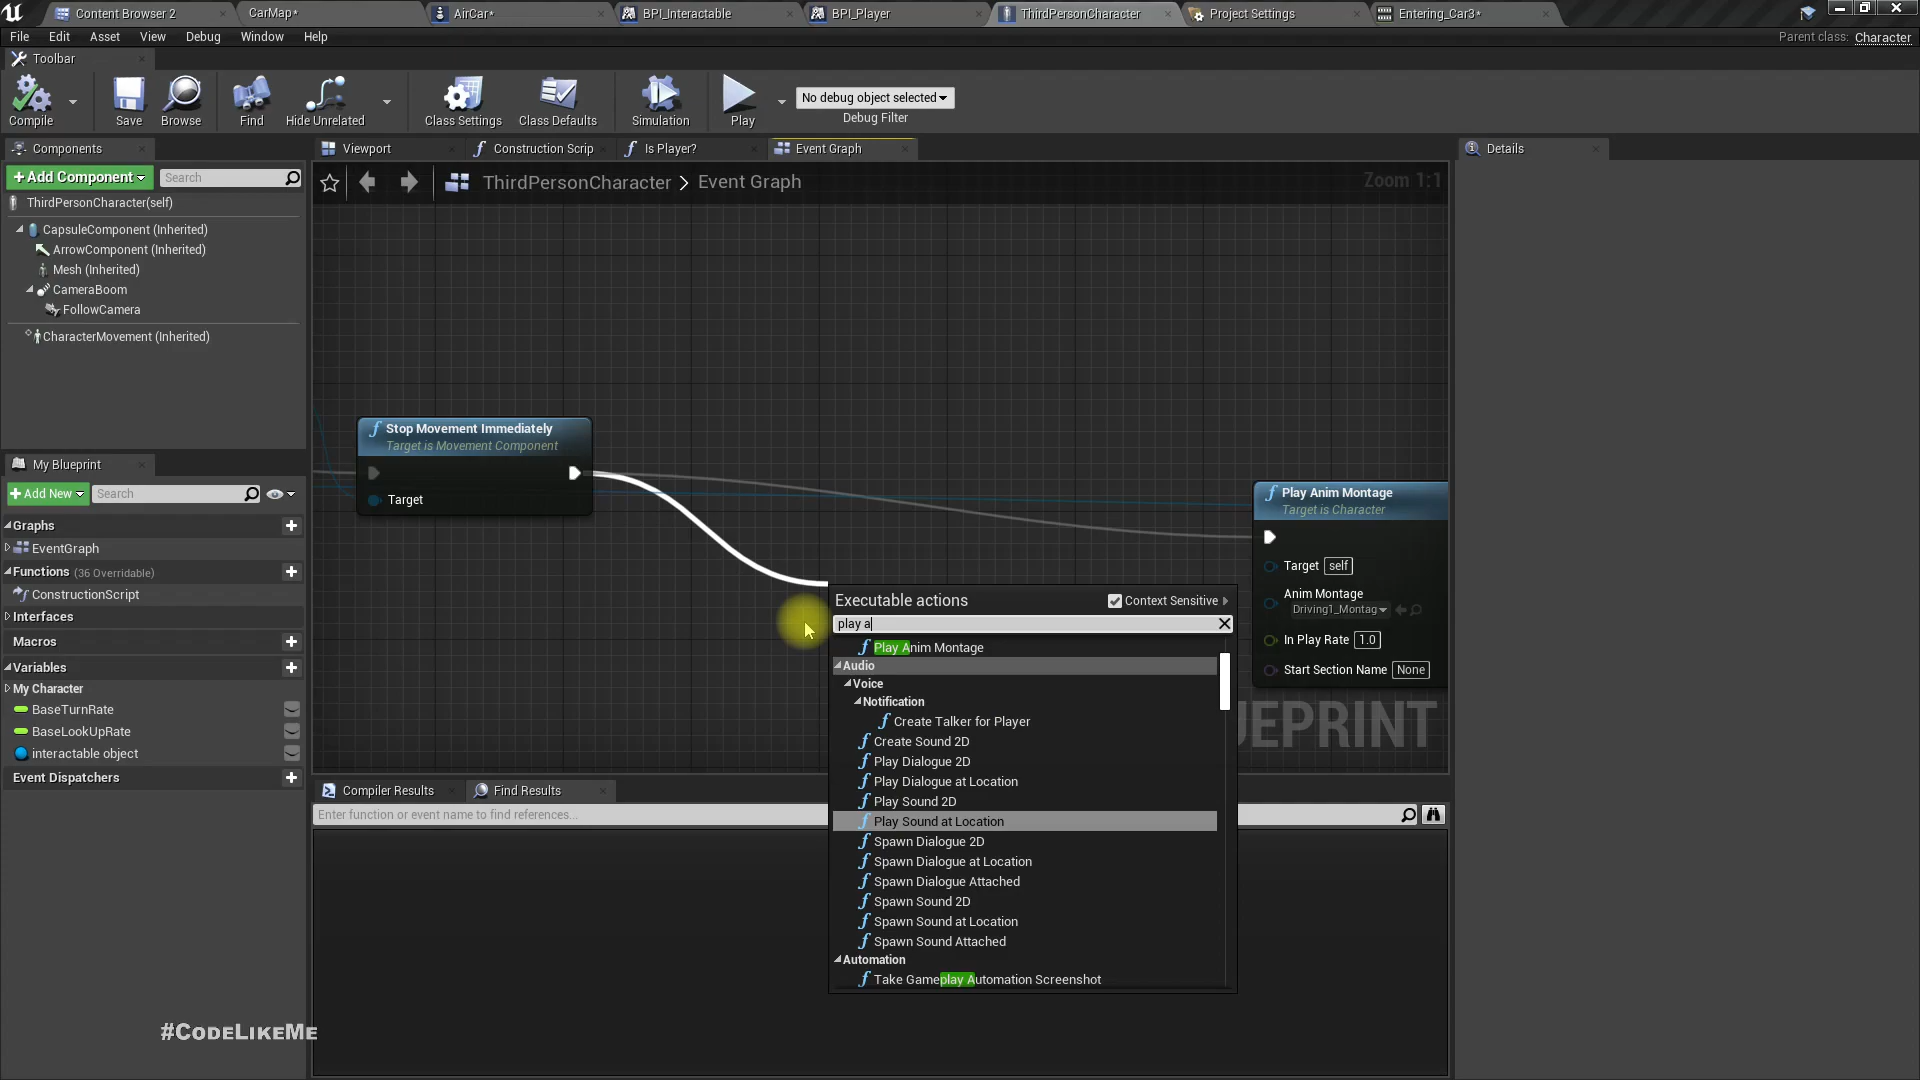 Content Browser 2
CarMap*
AirCar*
BPI_Interactable
BPI_Player
ThirdPersonCharacter
Project Settings
Entering_Car3*
File
Edit
Asset
View
Debug
Window
Help
Parent class: Character
Toolbar
Compile
Save
Browse
Find
Hide Unrelated
Class Settings
Class Defaults
Simulation
Play
No debug object selected
Debug Filter
Components
Viewport
Construction Scrip
Is Player?
Event Graph
Details
+Add Component
Search
ThirdPersonCharacter > Event Graph
Zoom 1:1
ThirdPersonCharacter(self)
CapsuleComponent (Inherited)
ArrowComponent (Inherited)
Mesh (Inherited)
CameraBoom
FollowCamera
CharacterMovement (Inherited)
My Blueprint
+Add New
Search
Graphs
EventGraph
Functions (36 Overridable)
ConstructionScript
Interfaces
Macros
Variables
My Character
BaseTurnRate
BaseLookUpRate
interactable object
Event Dispatchers
Stop Movement Immediately
Target is Movement Component
Target
Play Anim Montage
Target is Character
Target self
Anim Montage
Driving1_Montag
In Play Rate 1.0
Start Section Name None
EPRINT
Executable actions
Context Sensitive
play a
Play Anim Montage
Audio
Voice
Notification
Create Talker for Player
Create Sound 2D
Play Dialogue 2D
Play Dialogue at Location
Play Sound 2D
Play Sound at Location
Spawn Dialogue 2D
Spawn Dialogue at Location
Spawn Dialogue Attached
Spawn Sound 2D
Spawn Sound at Location
Spawn Sound Attached
Automation
Take Gameplay Automation Screenshot
Compiler Results
Find Results
Enter function or event name to find references...
#CodeLikeMe